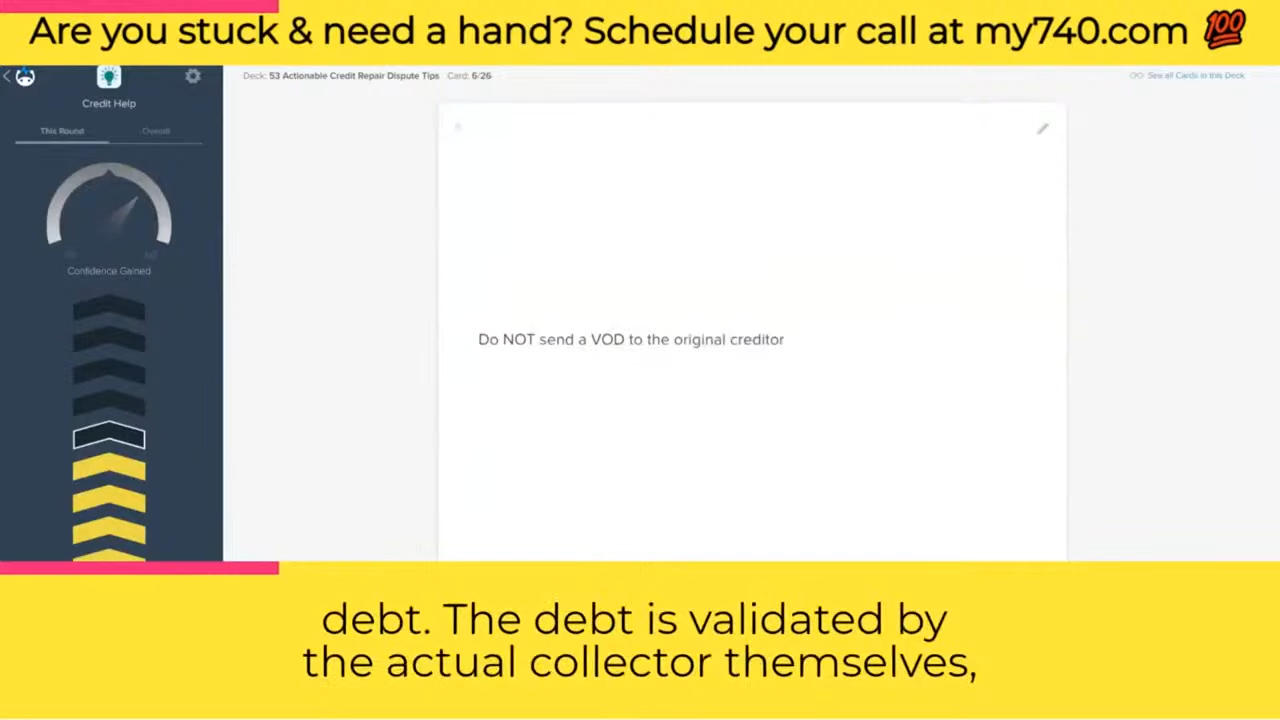 Are you stuck & need a hand? Schedule your call at my740.com 💯
Deck: 53 Actionable Credit Repair Dispute Tips Card: 6/26
See all Cards in this Deck
Credit Help
This Round Overall
Confidence Gained
Do NOT send a VOD to the original creditor
debt. The debt is validated by
the actual collector themselves,